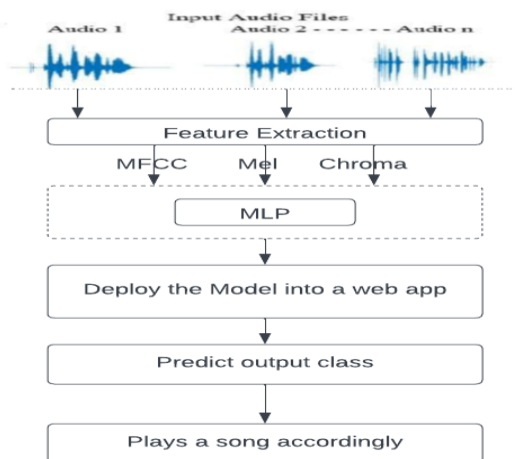 Input Audio Files
Audio 1 Audio 2 - - - - - - Audio n
Feature Extraction
MFCC Mel Chroma
MLP
Deploy the Model into a web app
Predict output class
Plays a song accordingly